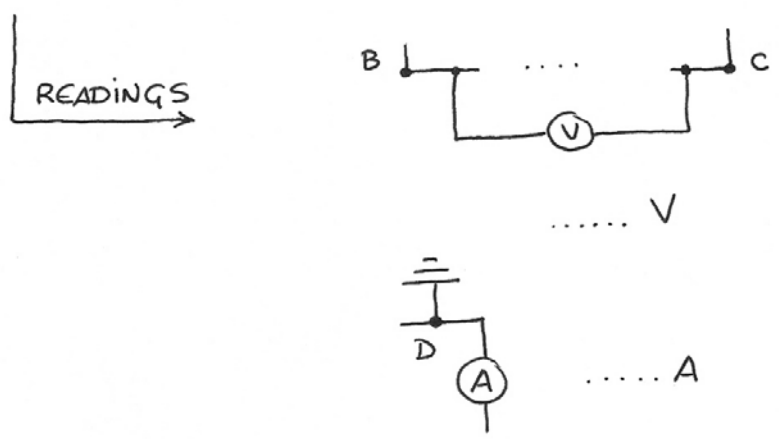 READINGS
B .... C
V
...... V
D
A ..... A